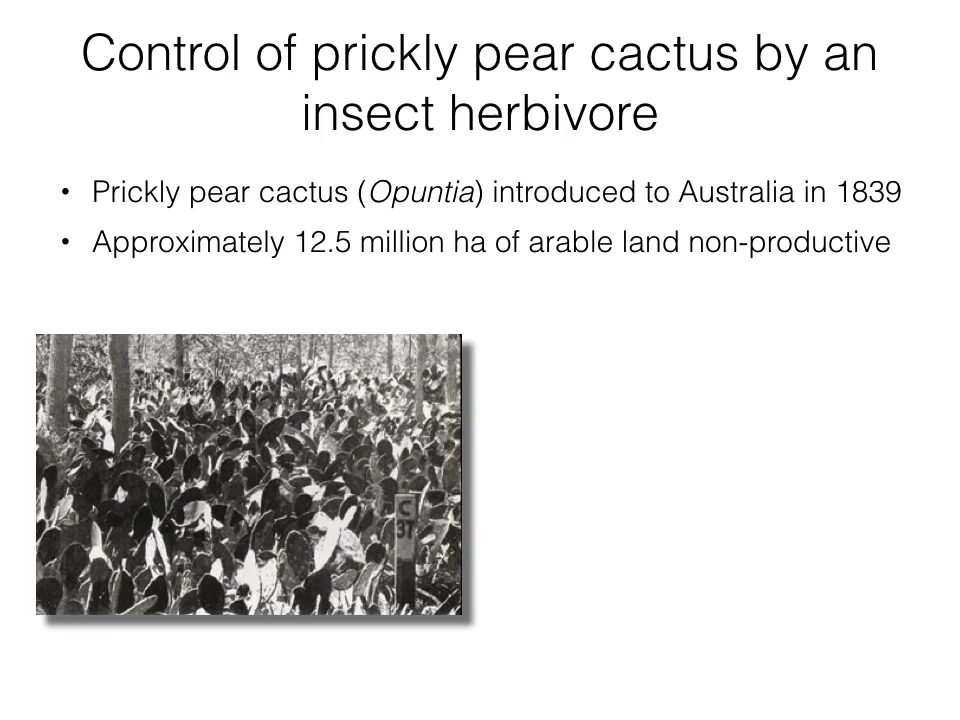 Control of prickly pear cactus by an
insect herbivore
• Prickly pear cactus (Opuntia) introduced to Australia in 1839
• Approximately 12.5 million ha of arable land non-productive
C
37